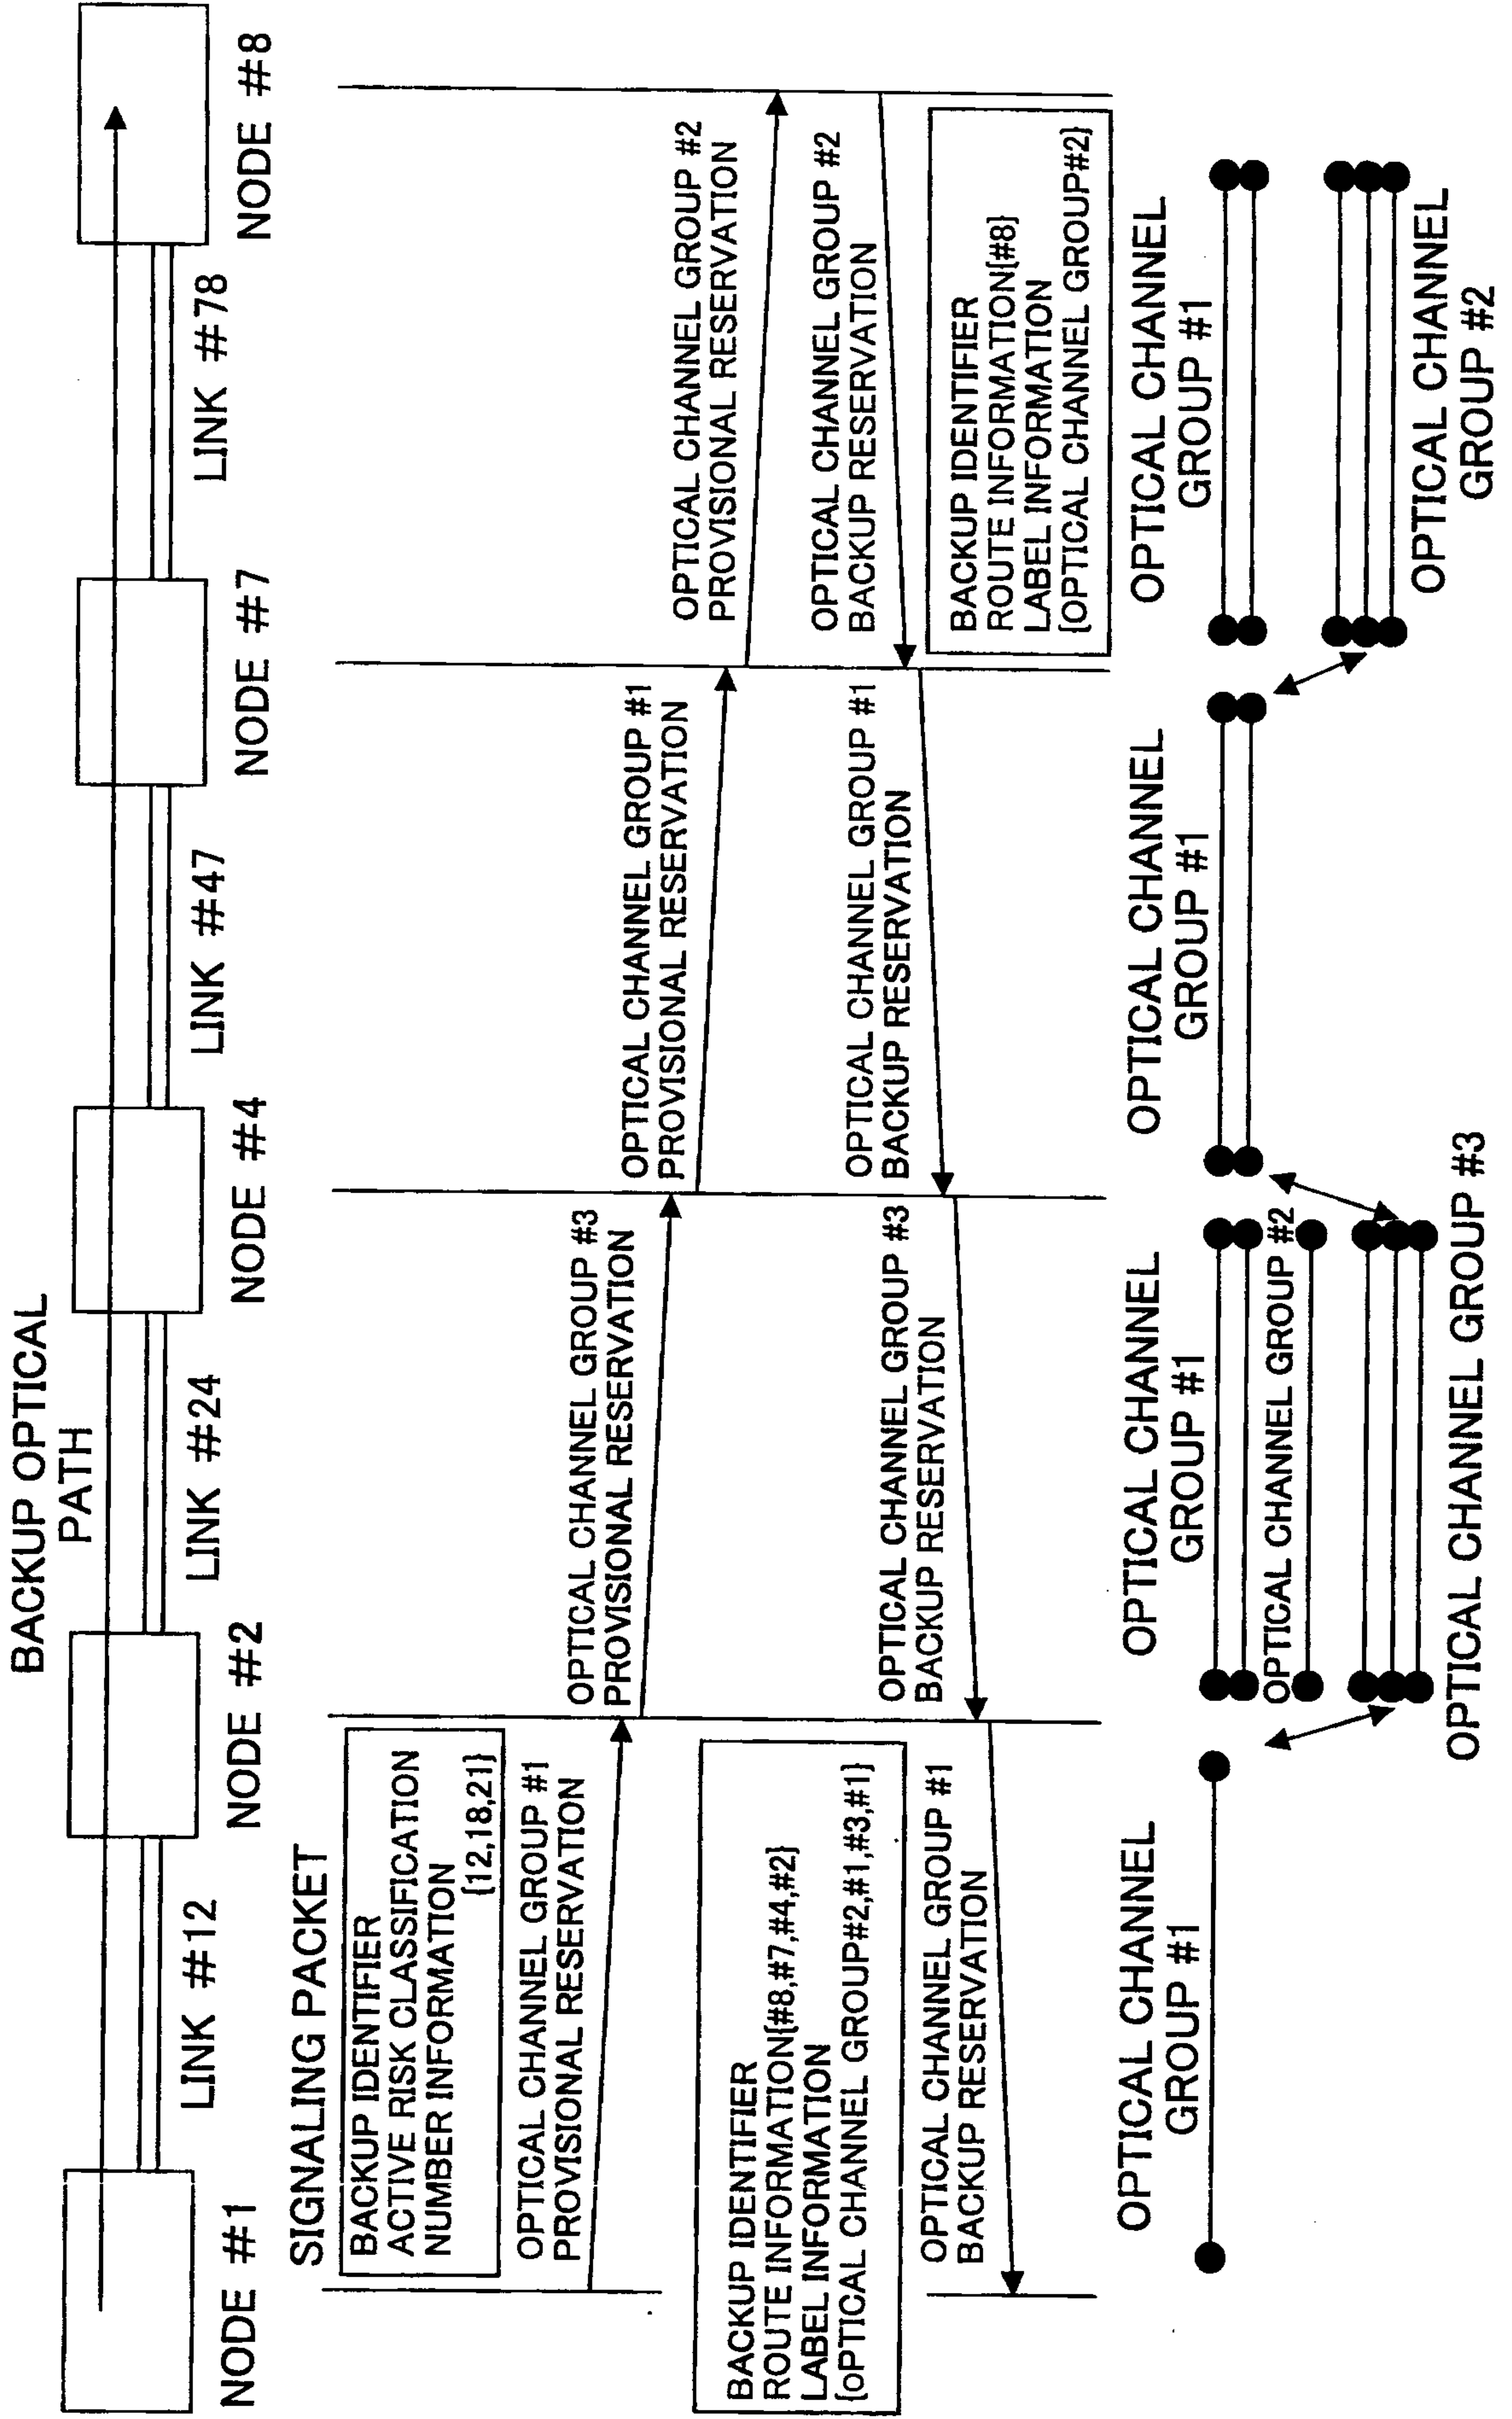 BACKUP OPTICAL
PATH
NODE #1
LINK #12
NODE #2
LINK #24
NODE #4
LINK #47
NODE #7
LINK #78
NODE #8
SIGNALING PACKET
BACKUP IDENTIFIER
ACTIVE RISK CLASSIFICATION
NUMBER INFORMATION
{12,18,21}
OPTICAL CHANNEL GROUP #1
PROVISIONAL RESERVATION
OPTICAL CHANNEL GROUP #3
PROVISIONAL RESERVATION
OPTICAL CHANNEL GROUP #1
PROVISIONAL RESERVATION
OPTICAL CHANNEL GROUP #2
PROVISIONAL RESERVATION
OPTICAL CHANNEL GROUP #2
BACKUP RESERVATION
BACKUP IDENTIFIER
ROUTE INFORMATION{#8}
LABEL INFORMATION
{OPTICAL CHANNEL GROUP#2}
OPTICAL CHANNEL GROUP #1
BACKUP RESERVATION
OPTICAL CHANNEL GROUP #3
BACKUP RESERVATION
BACKUP IDENTIFIER
ROUTE INFORMATION{#8,#7,#4,#2}
LABEL INFORMATION
{OPTICAL CHANNEL GROUP#2,#1,#3,#1}
OPTICAL CHANNEL GROUP #1
BACKUP RESERVATION
OPTICAL CHANNEL
GROUP #1
OPTICAL CHANNEL
GROUP #1
OPTICAL CHANNEL GROUP #2
OPTICAL CHANNEL GROUP #3
OPTICAL CHANNEL
GROUP #1
OPTICAL CHANNEL
GROUP #1
OPTICAL CHANNEL
GROUP #2